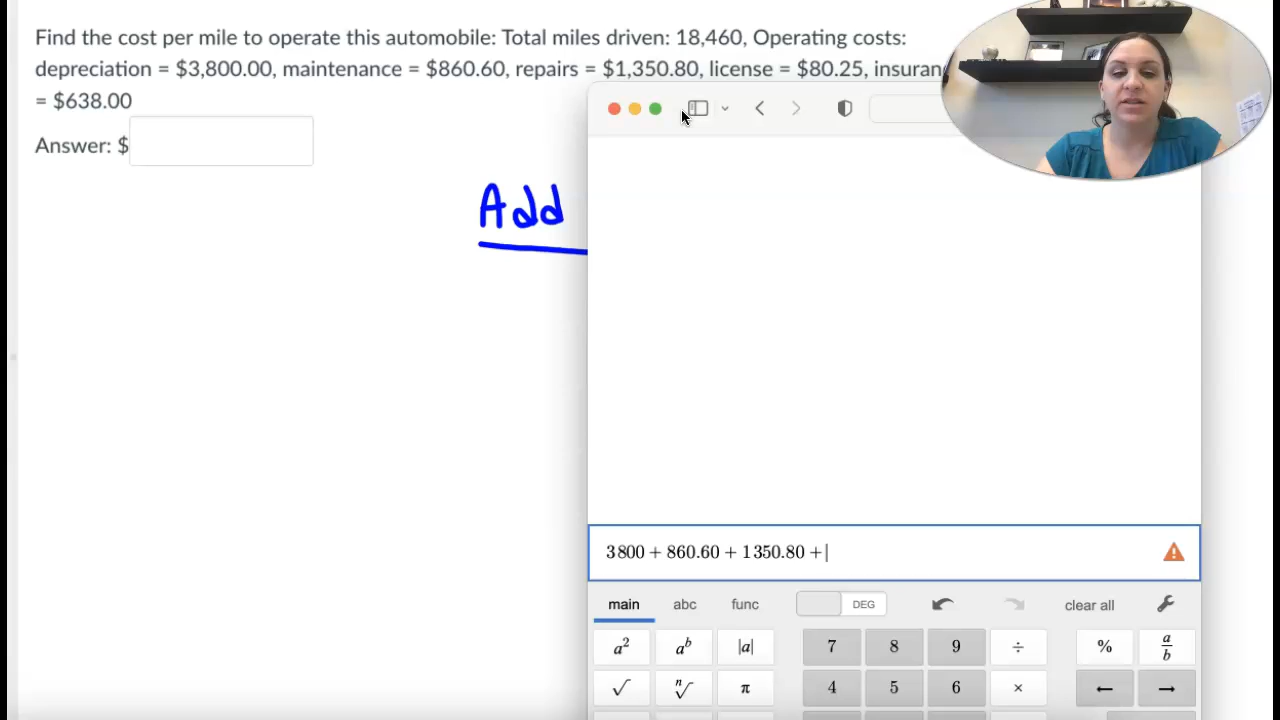 Find the cost per mile to operate this automobile: Total miles driven: 18,460, Operating costs:
depreciation = $3,800.00, maintenance = $860.60, repairs = $1,350.80, license = $80.25, insuran
= $638.00
Answer: $
Add
3800 + 860.60 + 1350.80 +
main abc func DEG clear all
a² aᵇ |a| 7 8 9 ÷ % a/b
√ ⁿ√ π 4 5 6 × ← →